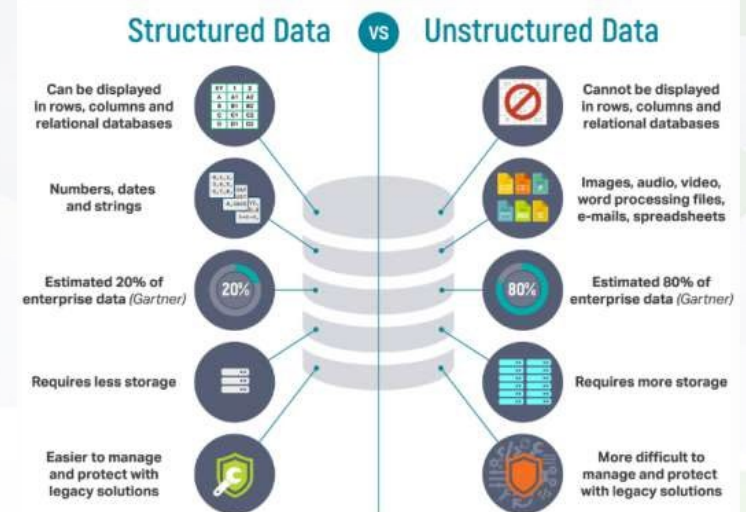 Structured Data
VS
Unstructured Data
Can be displayed
in rows, columns and
relational databases
Cannot be displayed
in rows, columns and
relational databases
Numbers, dates
and strings
Images, audio, video,
word processing files,
e-mails, spreadsheets
Estimated 20% of
enterprise data (Gartner)
20%
80%
Estimated 80% of
enterprise data (Gartner)
Requires less storage
Requires more storage
Easier to manage
and protect with
legacy solutions
More difficult to
manage and protect
with legacy solutions